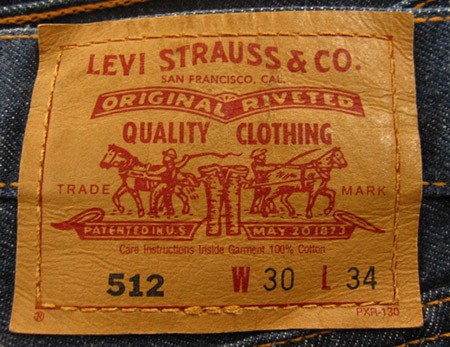 LEVI STRAUSS & CO.
SAN FRANCISCO, CAL.
ORIGINAL RIVETED
QUALITY CLOTHING
TRADE MARK
PATENTED IN U.S. MAY 20 1873
Care Instructions Inside Garment 100% Cotton
512 W 30 L 34
® PXR-130